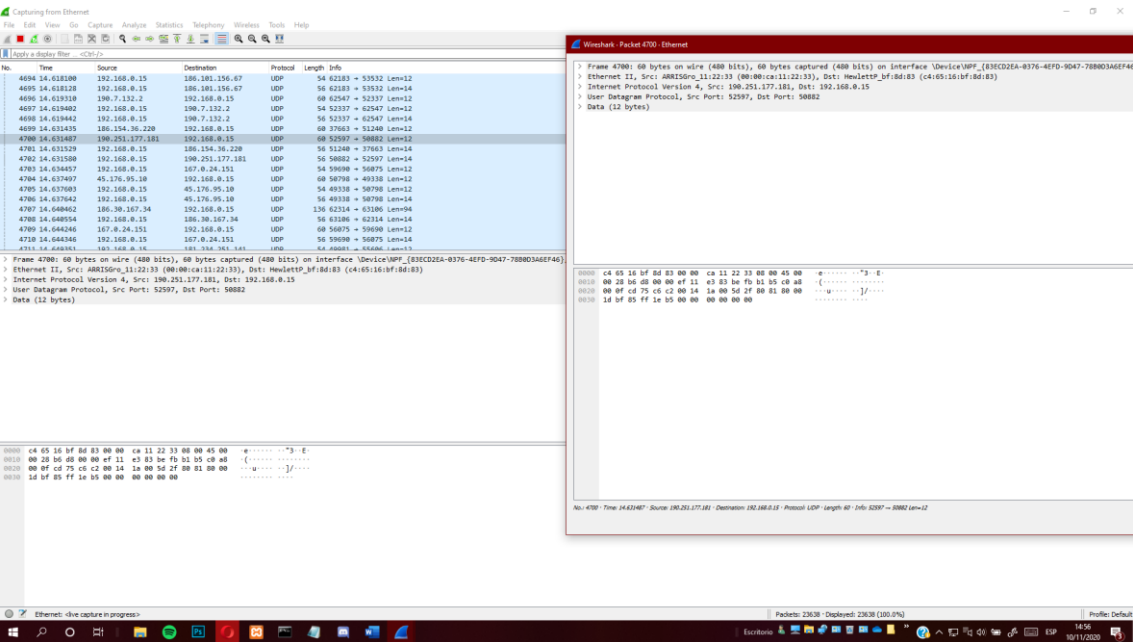 Capturing from Ethernet
File Edit View Go Capture Analyze Statistics Telephony Wireless Tools Help
Apply a display filter ... <Ctrl-/>
No. Time Source Destination Protocol Length Info
4694 14.618100 192.168.0.15 186.101.156.67 UDP 54 62183 → 53532 Len=12
4695 14.618128 192.168.0.15 186.101.156.67 UDP 56 62183 → 53532 Len=14
4696 14.619310 190.7.132.2 192.168.0.15 UDP 60 62547 → 52337 Len=12
4697 14.619402 192.168.0.15 190.7.132.2 UDP 54 52337 → 62547 Len=12
4698 14.619442 192.168.0.15 190.7.132.2 UDP 56 52337 → 62547 Len=14
4699 14.631435 186.154.36.220 192.168.0.15 UDP 60 37663 → 51240 Len=12
4700 14.631487 190.251.177.181 192.168.0.15 UDP 60 52597 → 50882 Len=12
4701 14.631529 192.168.0.15 186.154.36.220 UDP 56 51240 → 37663 Len=14
4702 14.631580 192.168.0.15 190.251.177.181 UDP 56 50882 → 52597 Len=14
4703 14.634457 192.168.0.15 167.0.24.151 UDP 54 59690 → 56075 Len=12
4704 14.637497 45.176.95.10 192.168.0.15 UDP 60 50798 → 49338 Len=12
4705 14.637603 192.168.0.15 45.176.95.10 UDP 54 49338 → 50798 Len=12
4706 14.637642 192.168.0.15 45.176.95.10 UDP 56 49338 → 50798 Len=14
4707 14.640462 186.30.167.34 192.168.0.15 UDP 136 62314 → 63106 Len=94
4708 14.640554 192.168.0.15 186.30.167.34 UDP 56 63106 → 62314 Len=14
4709 14.644246 167.0.24.151 192.168.0.15 UDP 60 56075 → 59690 Len=12
4710 14.644346 192.168.0.15 167.0.24.151 UDP 56 59690 → 56075 Len=14
4711 14.649351 192.168.0.15 181.234.251.141 UDP
Frame 4700: 60 bytes on wire (480 bits), 60 bytes captured (480 bits) on interface \Device\NPF_{83ECD2EA-0376-4EFD-9D47-78B0D3A6EF46},
Ethernet II, Src: ARRISGro_11:22:33 (00:00:ca:11:22:33), Dst: HewlettP_bf:8d:83 (c4:65:16:bf:8d:83)
Internet Protocol Version 4, Src: 190.251.177.181, Dst: 192.168.0.15
User Datagram Protocol, Src Port: 52597, Dst Port: 50882
Data (12 bytes)
0000 c4 65 16 bf 8d 83 00 00 ca 11 22 33 08 00 45 00 ·e······ ··"3··E·
0010 00 28 b6 d8 00 00 ef 11 e3 83 be fb b1 b5 c0 a8 ·(······ ········
0020 00 0f cd 75 c6 c2 00 14 1a 00 5d 2f 80 81 80 00 ···u···· ··]/····
0030 1d bf 85 ff 1e b5 00 00 00 00 00 00 ········ ····
Wireshark · Packet 4700 · Ethernet
Frame 4700: 60 bytes on wire (480 bits), 60 bytes captured (480 bits) on interface \Device\NPF_{83ECD2EA-0376-4EFD-9D47-78B0D3A6EF46
Ethernet II, Src: ARRISGro_11:22:33 (00:00:ca:11:22:33), Dst: HewlettP_bf:8d:83 (c4:65:16:bf:8d:83)
Internet Protocol Version 4, Src: 190.251.177.181, Dst: 192.168.0.15
User Datagram Protocol, Src Port: 52597, Dst Port: 50882
Data (12 bytes)
0000 c4 65 16 bf 8d 83 00 00 ca 11 22 33 08 00 45 00 ·e······ ··"3··E·
0010 00 28 b6 d8 00 00 ef 11 e3 83 be fb b1 b5 c0 a8 ·(······ ········
0020 00 0f cd 75 c6 c2 00 14 1a 00 5d 2f 80 81 80 00 ···u···· ··]/····
0030 1d bf 85 ff 1e b5 00 00 00 00 00 00 ········ ····
No.: 4700 · Time: 14.631487 · Source: 190.251.177.181 · Destination: 192.168.0.15 · Protocol: UDP · Length: 60 · Info: 52597 → 50882 Len=12
Ethernet: <live capture in progress>
Packets: 23638 · Displayed: 23638 (100.0%)
Profile: Default
Escritorio
ESP
14:56
10/11/2020